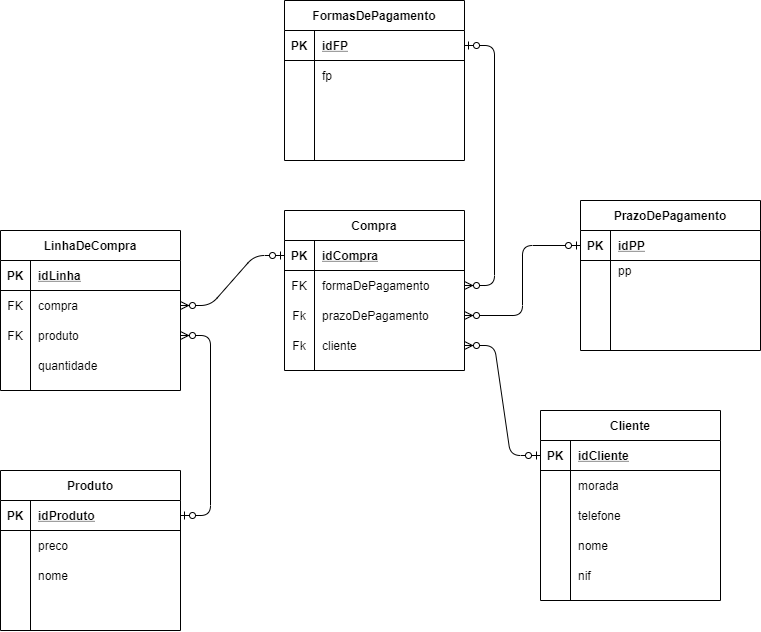 FormasDePagamento
PK idFP
fp
LinhaDeCompra
PK idLinha
FK compra
FK produto
quantidade
Compra
PK idCompra
FK formaDePagamento
Fk prazoDePagamento
Fk cliente
PrazoDePagamento
PK idPP
pp
Produto
PK idProduto
preco
nome
Cliente
PK idCliente
morada
telefone
nome
nif